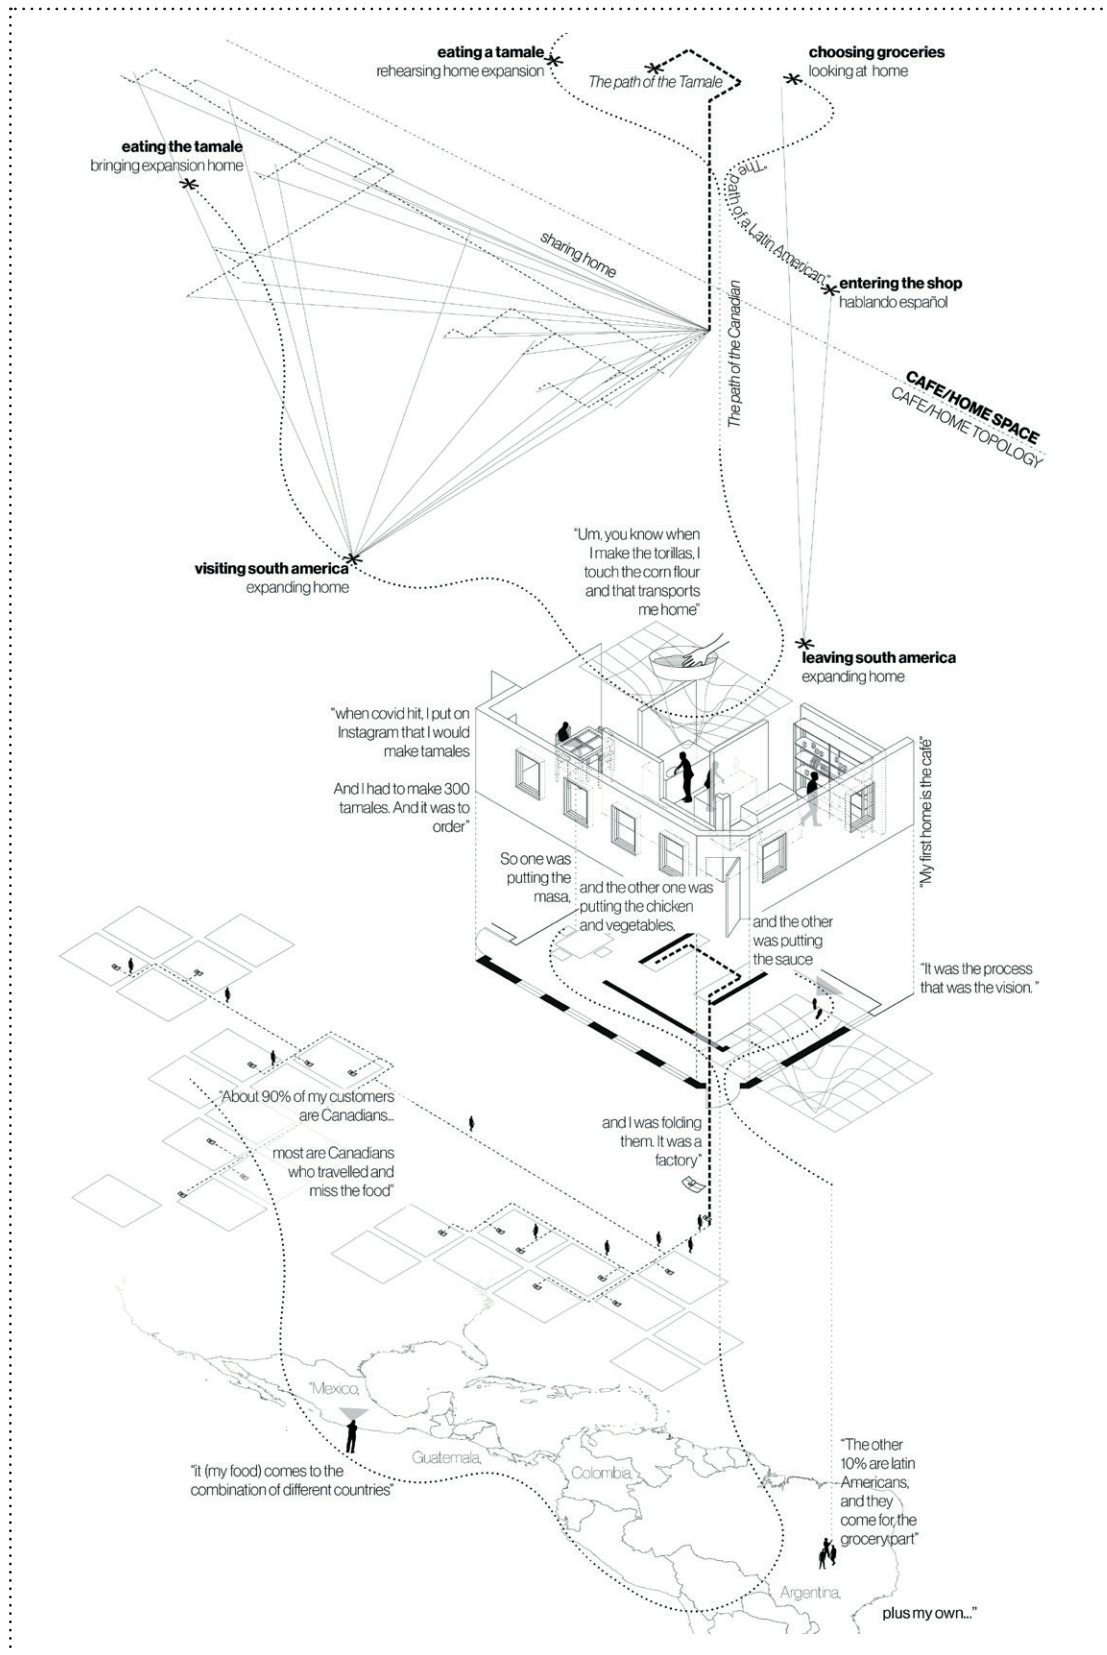 eating a tamale
rehearsing home expansion
The path of the Tamale
choosing groceries
looking at home
eating the tamale
bringing expansion home
"The path of a Latin American"
sharing home
entering the shop
hablando español
The path of the Canadian
CAFE/HOME SPACE
CAFE/HOME TOPOLOGY
"Um, you know when
I make the torillas, I
touch the corn flour
and that transports
me home"
visiting south america
expanding home
leaving south america
expanding home
"when covid hit, I put on
Instagram that I would
make tamales
And I had to make 300
tamales. And it was to
order"
"My first home is the café"
So one was
putting the
masa,
and the other one was
putting the chicken
and vegetables,
and the other
was putting
the sauce
"It was the process
that was the vision. "
"About 90% of my customers
are Canadians...
most are Canadians
who travelled and
miss the food"
and I was folding
them. It was a
factory"
"Mexico,
Guatemala,
Colombia,
"it (my food) comes to the
combination of different countries"
"The other
10% are latin
Americans,
and they
come for the
grocery part"
Argentina,
plus my own..."